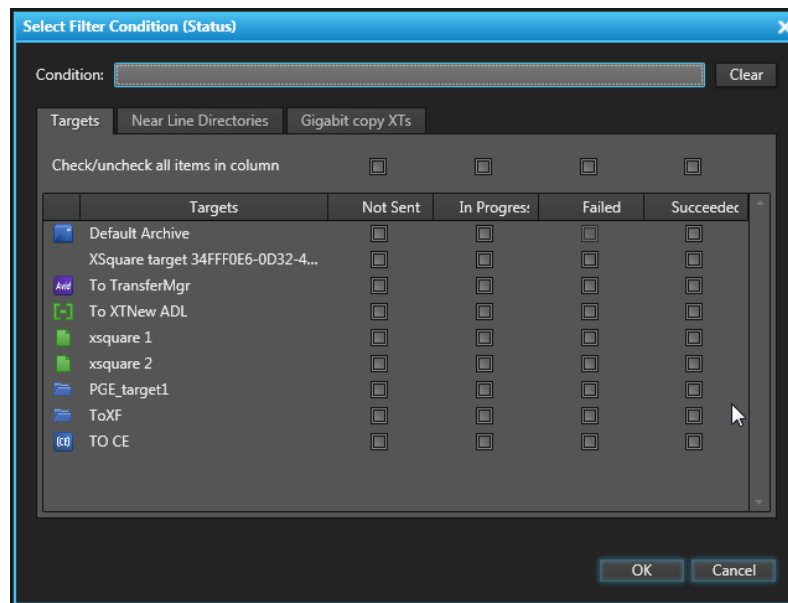 Select Filter Condition (Status)
Condition: Clear
Targets Near Line Directories Gigabit copy XTs
Check/uncheck all items in column
Targets Not Sent In Progres: Failed Succeedec
Default Archive
XSquare target 34FFF0E6-0D32-4...
Avid To TransferMgr
To XTNew ADL
xsquare 1
xsquare 2
PGE_target1
ToXF
(CE) TO CE
OK Cancel